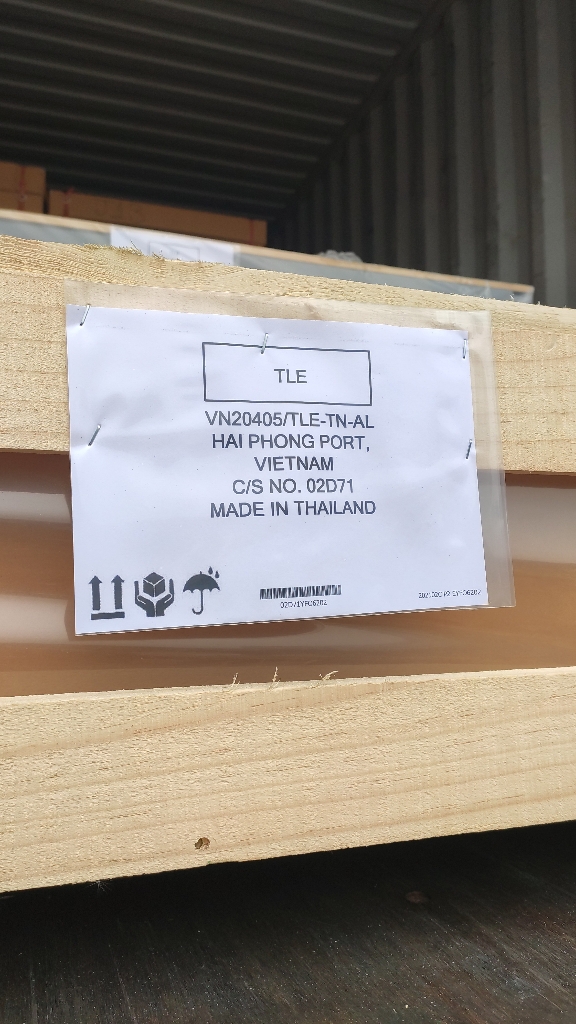 TLE
VN20405/TLE-TN-AL
HAI PHONG PORT,
VIETNAM
C/S NO. 02D71
MADE IN THAILAND